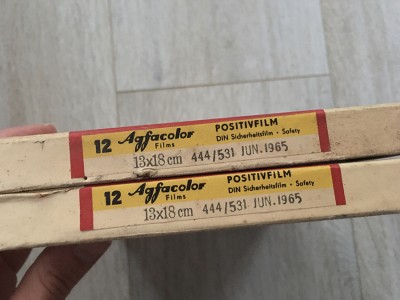 12 Agfacolor POSITIVFILM
Films DIN Sicherheitsfilm · Safety
13x18 cm 444/531 JUN.1965
12 Agfacolor POSITIVFILM
Films DIN Sicherheitsfilm · Safety
13x18 cm 444/531 JUN.1965